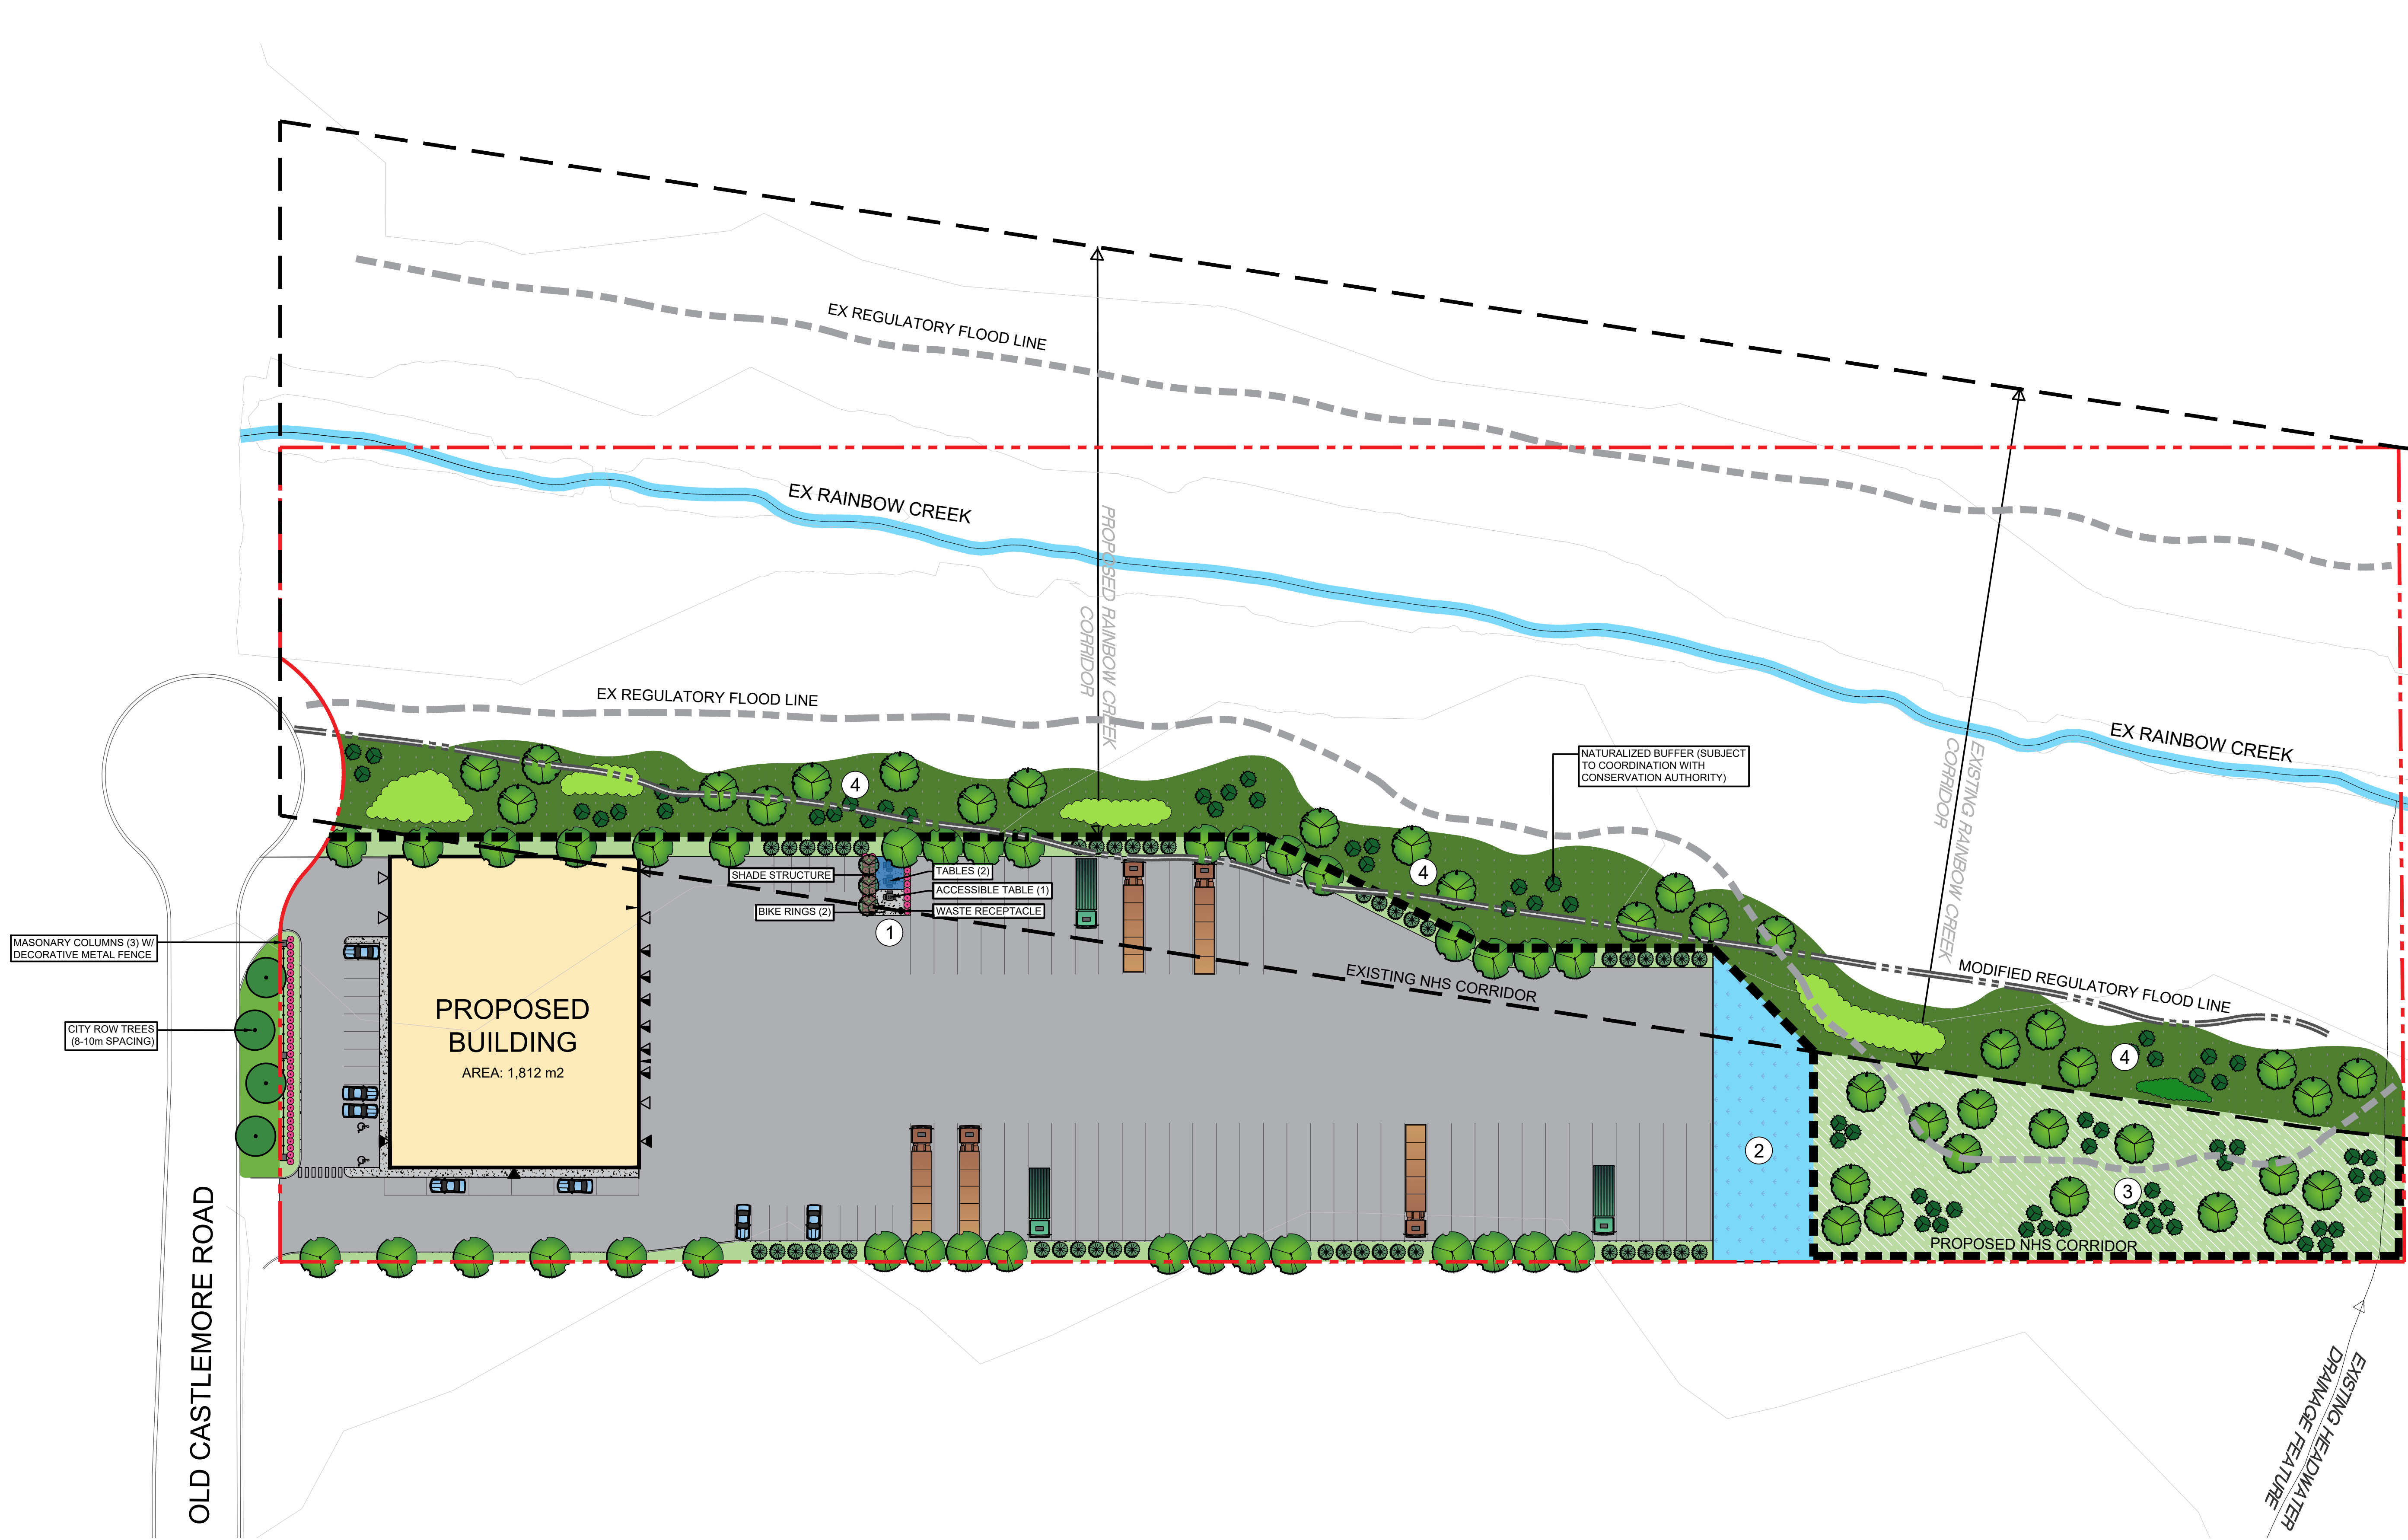 EX REGULATORY FLOOD LINE
EX RAINBOW CREEK
PROPOSED RAINBOW CREEK
CORRIDOR
EX REGULATORY FLOOD LINE
EX RAINBOW CREEK
EXISTING RAINBOW CREEK
CORRIDOR
NATURALIZED BUFFER (SUBJECT
TO COORDINATION WITH
CONSERVATION AUTHORITY)
4
4
4
SHADE STRUCTURE
TABLES (2)
ACCESSIBLE TABLE (1)
BIKE RINGS (2)
WASTE RECEPTACLE
1
MASONARY COLUMNS (3) W/
DECORATIVE METAL FENCE
CITY ROW TREES
(8-10m SPACING)
PROPOSED
BUILDING
AREA: 1,812 m2
EXISTING NHS CORRIDOR
MODIFIED REGULATORY FLOOD LINE
2
3
PROPOSED NHS CORRIDOR
OLD CASTLEMORE ROAD
EXISTING HEADWATER
DRAINAGE FEATURE